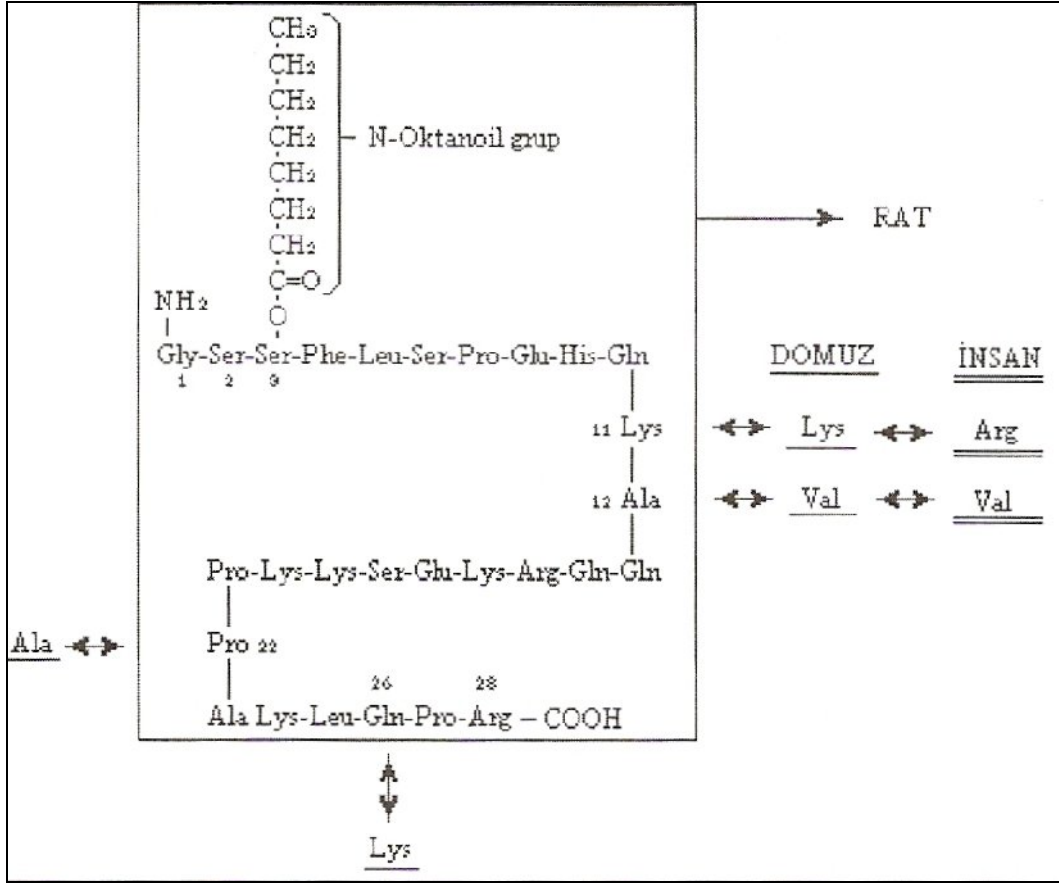 CH3
CH2
CH2
CH2
N-Oktanoil grup
CH2
CH2
CH2
C=O
RAT
NH2
O
Gly-Ser-Ser-Phe-Leu-Ser-Pro-Glu-His-Gln
1 2 3
DOMUZ
İNSAN
11 Lys
Lys
Arg
12 Ala
Val
Val
Pro-Lys-Lys-Ser-Glu-Lys-Arg-Gln-Gln
Ala
Pro 22
26 28
Ala Lys-Leu-Gln-Pro-Arg – COOH
Lys